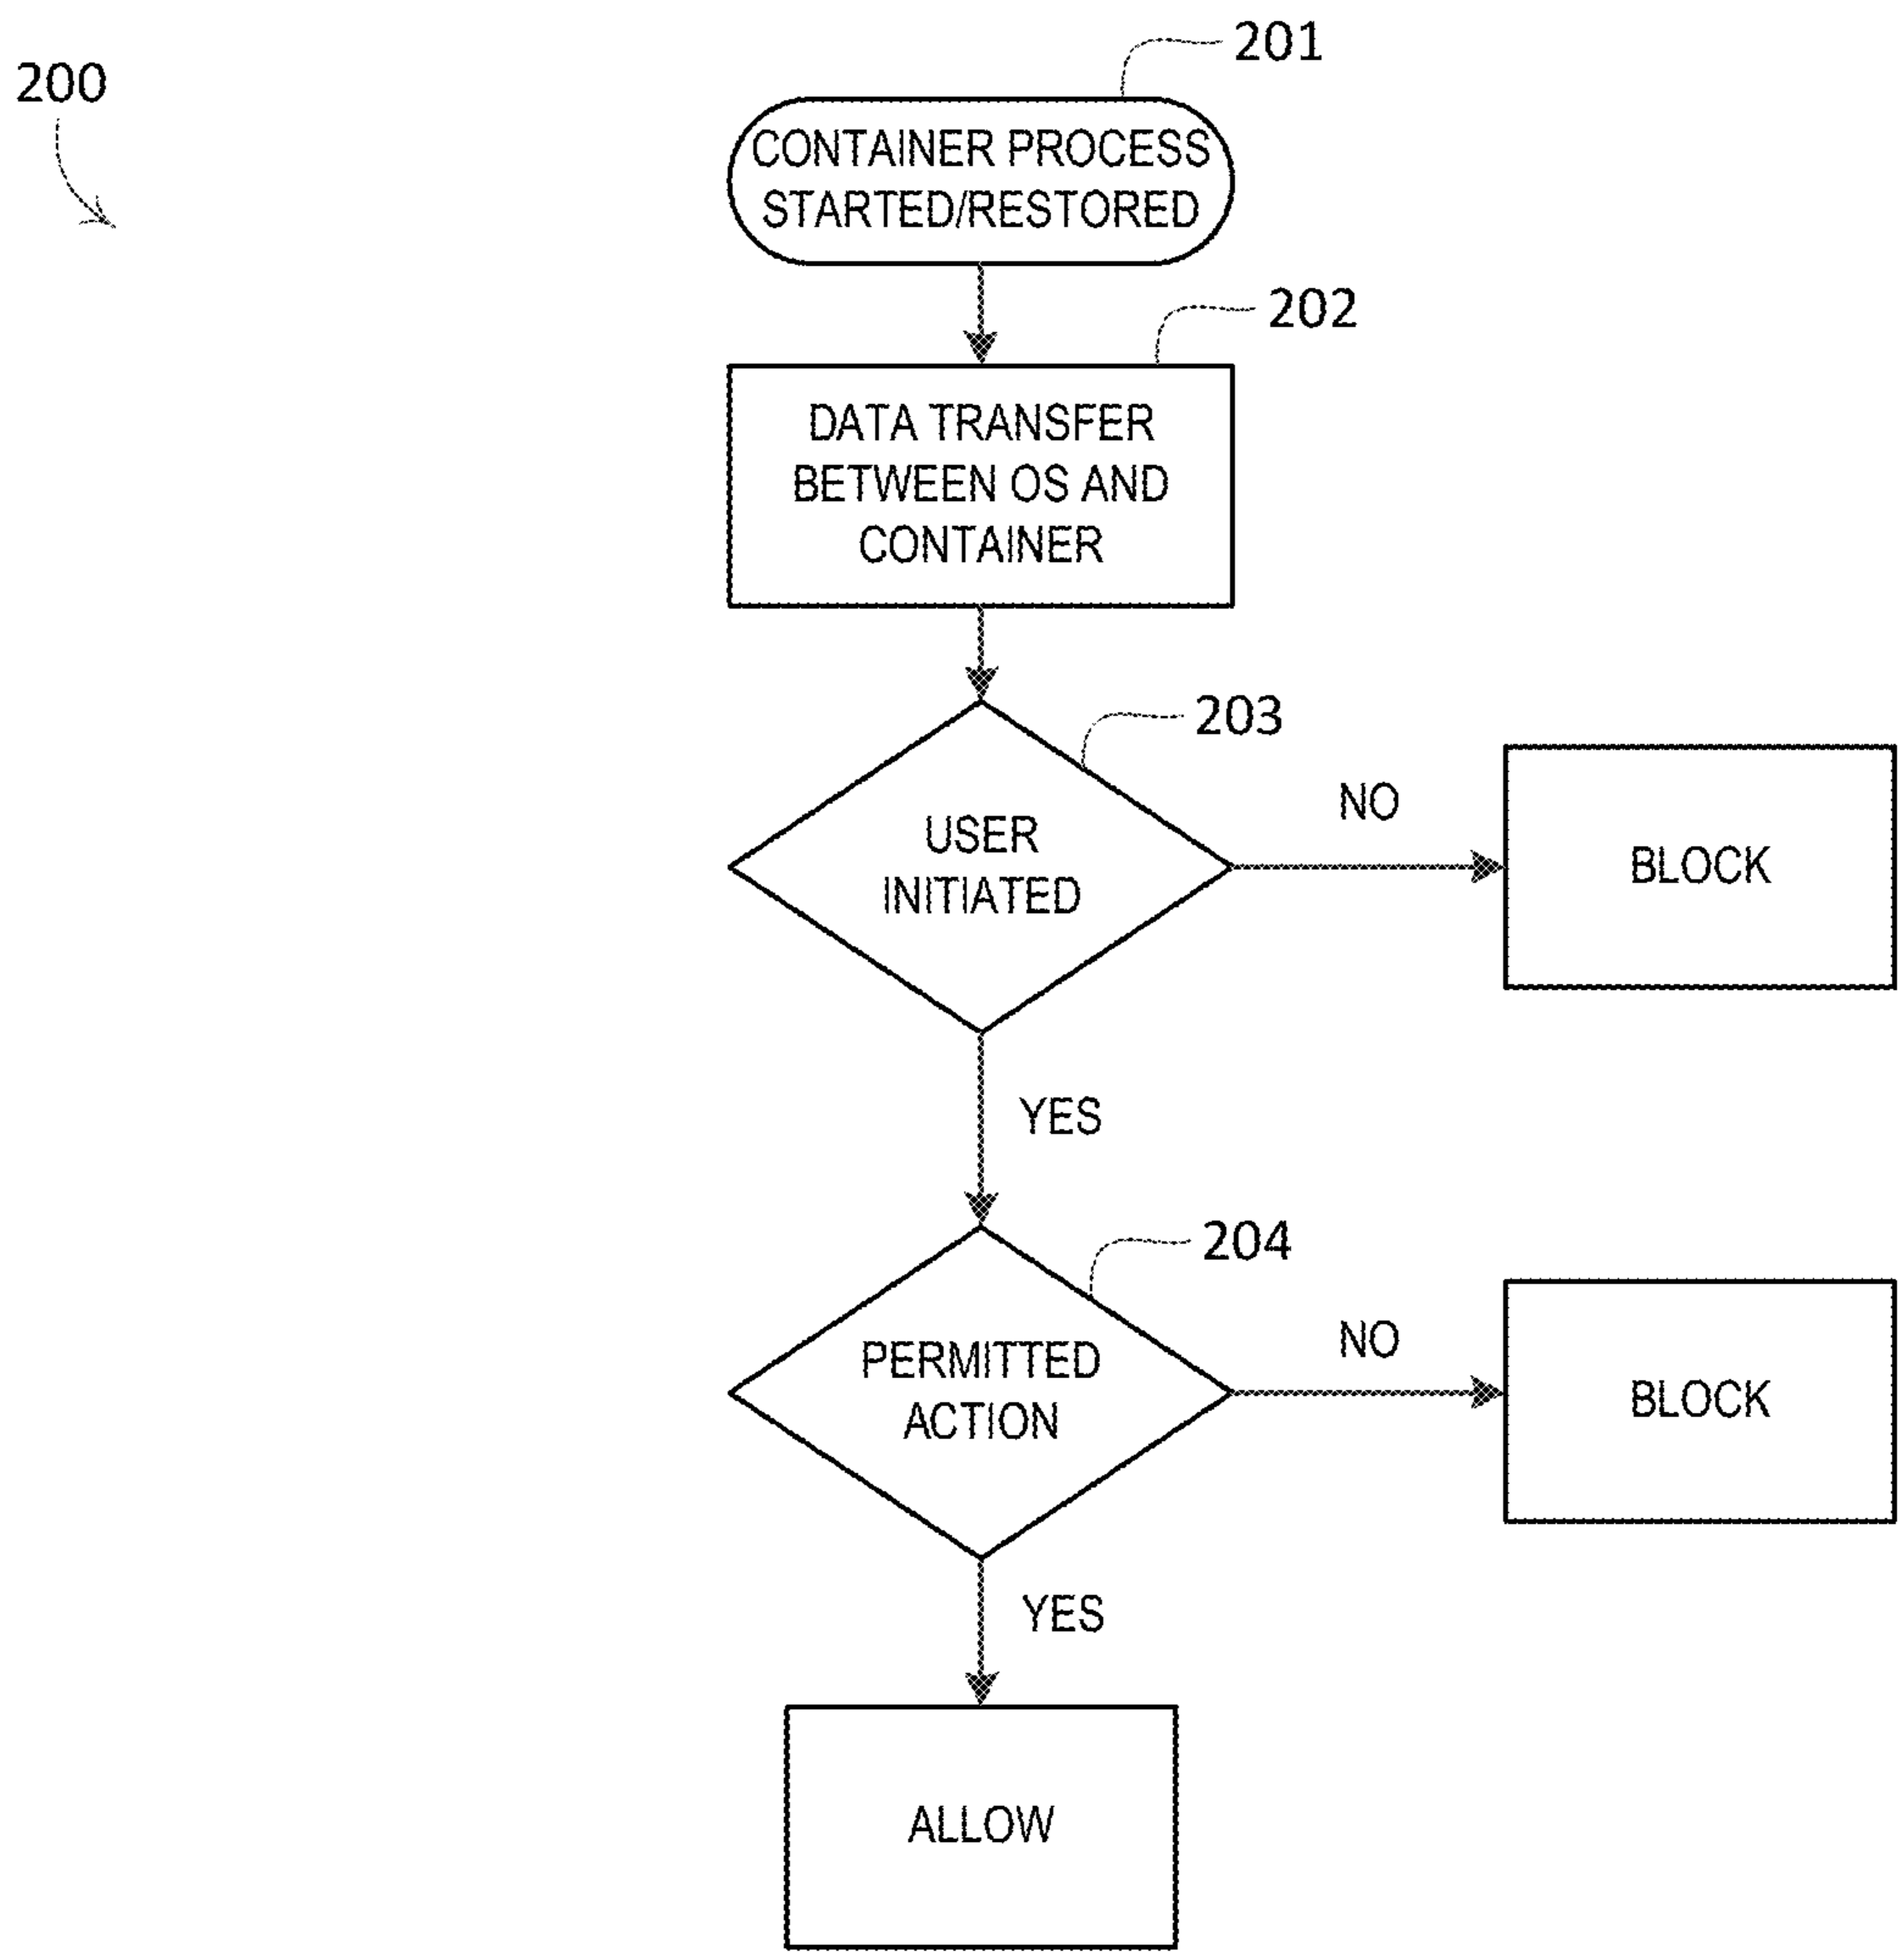 200
201
CONTAINER PROCESS
STARTED/RESTORED
202
DATA TRANSFER
BETWEEN OS AND
CONTAINER
203
USER
INITIATED
NO
BLOCK
YES
204
PERMITTED
ACTION
NO
BLOCK
YES
ALLOW